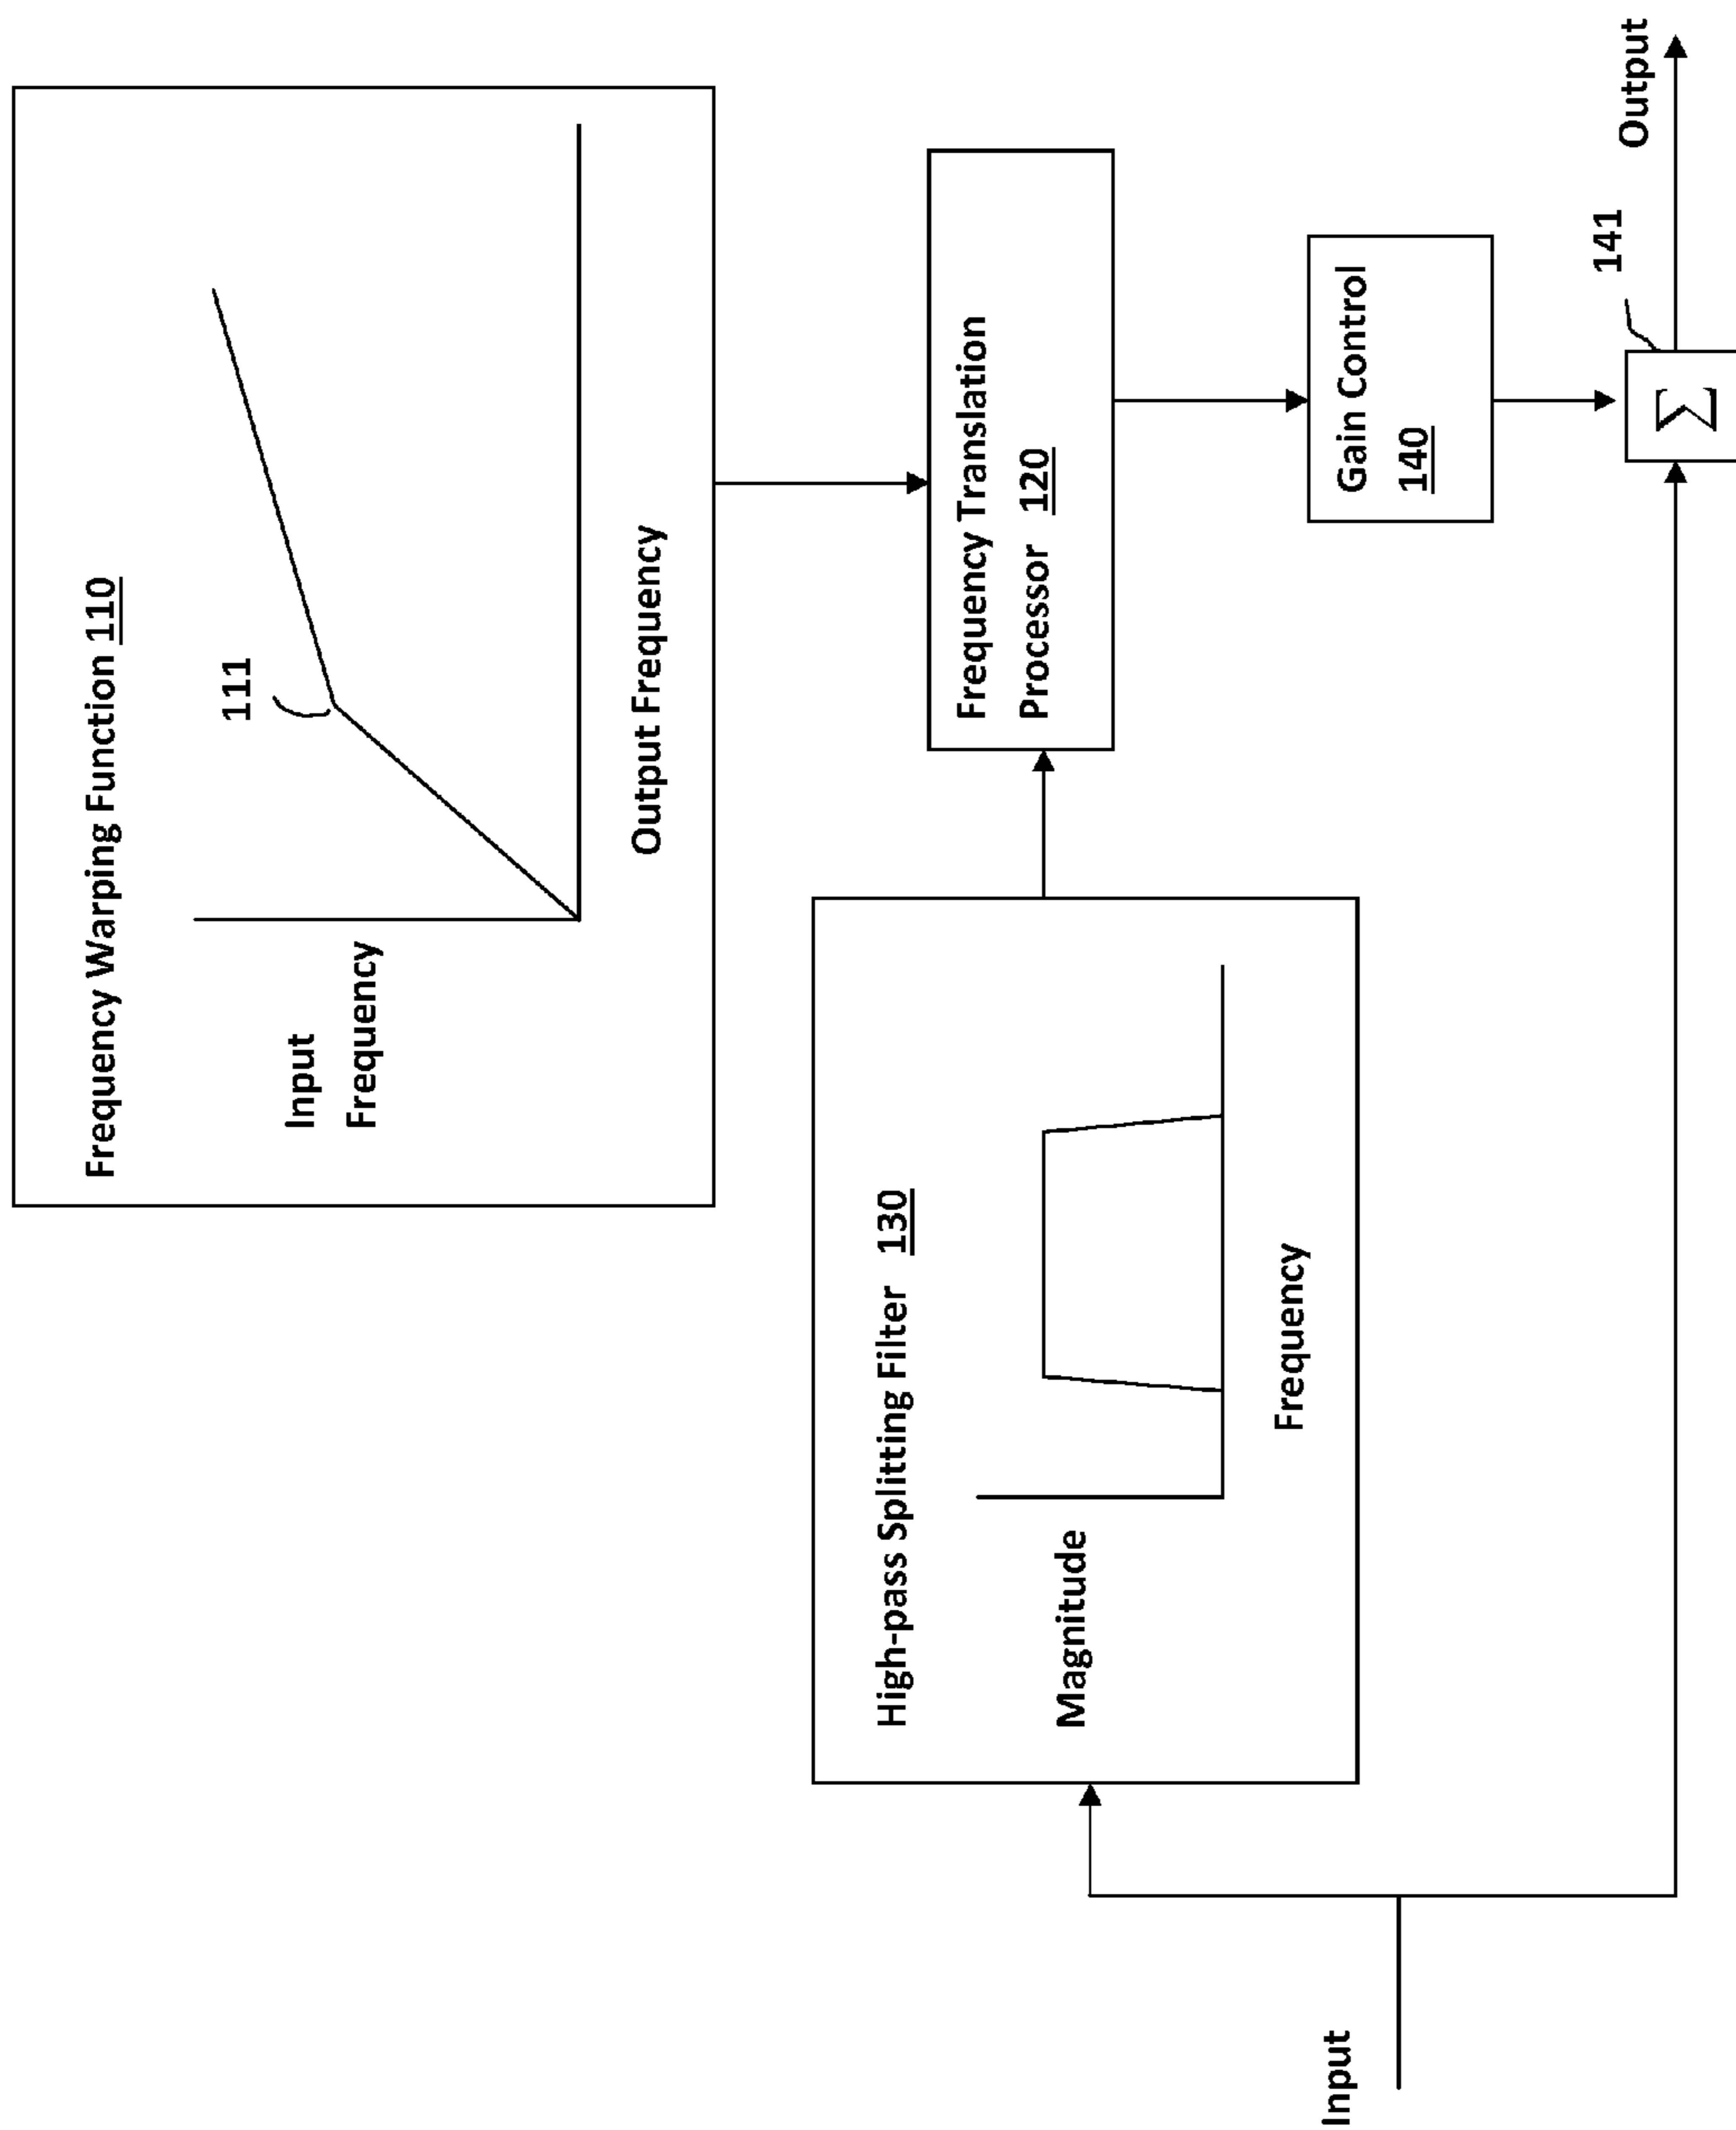 Frequency Warping Function 110
111
Input
Frequency
Output Frequency
High-pass Splitting Filter 130
Magnitude
Frequency
Frequency Translation
Processor 120
Gain Control
140
141
Input
Σ
Output